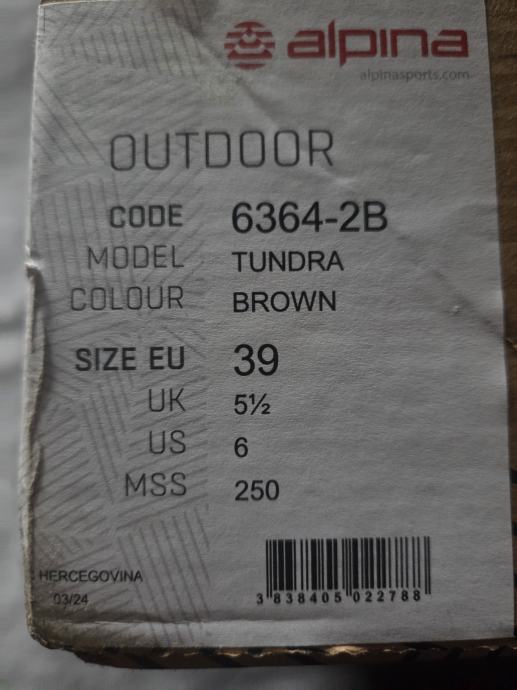 alpina
alpinasports.com
OUTDOOR
CODE 6364-2B
MODEL TUNDRA
COLOUR BROWN
SIZE EU 39
UK 5½
US 6
MSS 250
HERCEGOVINA
03/24
3 838405 022788